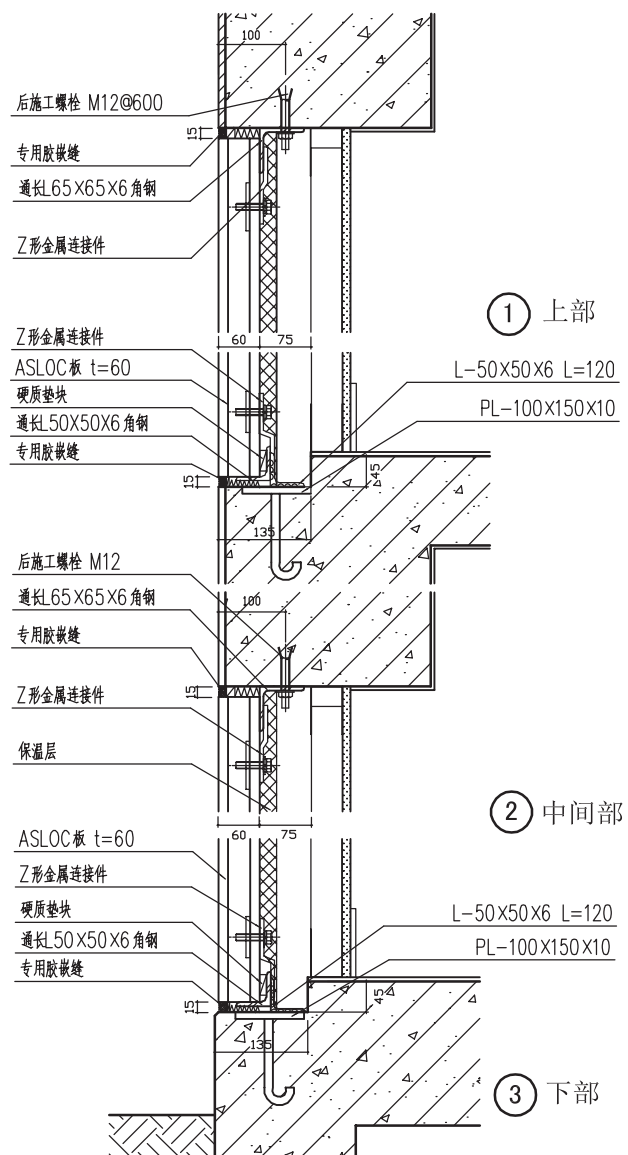 100
后施工螺栓 M12@600
15
专用胶嵌缝
通长L65X65X6角钢
Z形金属连接件
1 上部
Z形金属连接件
60 75
ASLOC板 t=60
L-50X50X6 L=120
硬质垫块
通长L50X50X6角钢
PL-100X150X10
专用胶嵌缝
15
45
135
后施工螺栓 M12
通长L65X65X6角钢
100
专用胶嵌缝
15
Z形金属连接件
保温层
2 中间部
60 75
ASLOC板 t=60
Z形金属连接件
硬质垫块
L-50X50X6 L=120
通长L50X50X6角钢
PL-100X150X10
专用胶嵌缝
15
45
135
3 下部